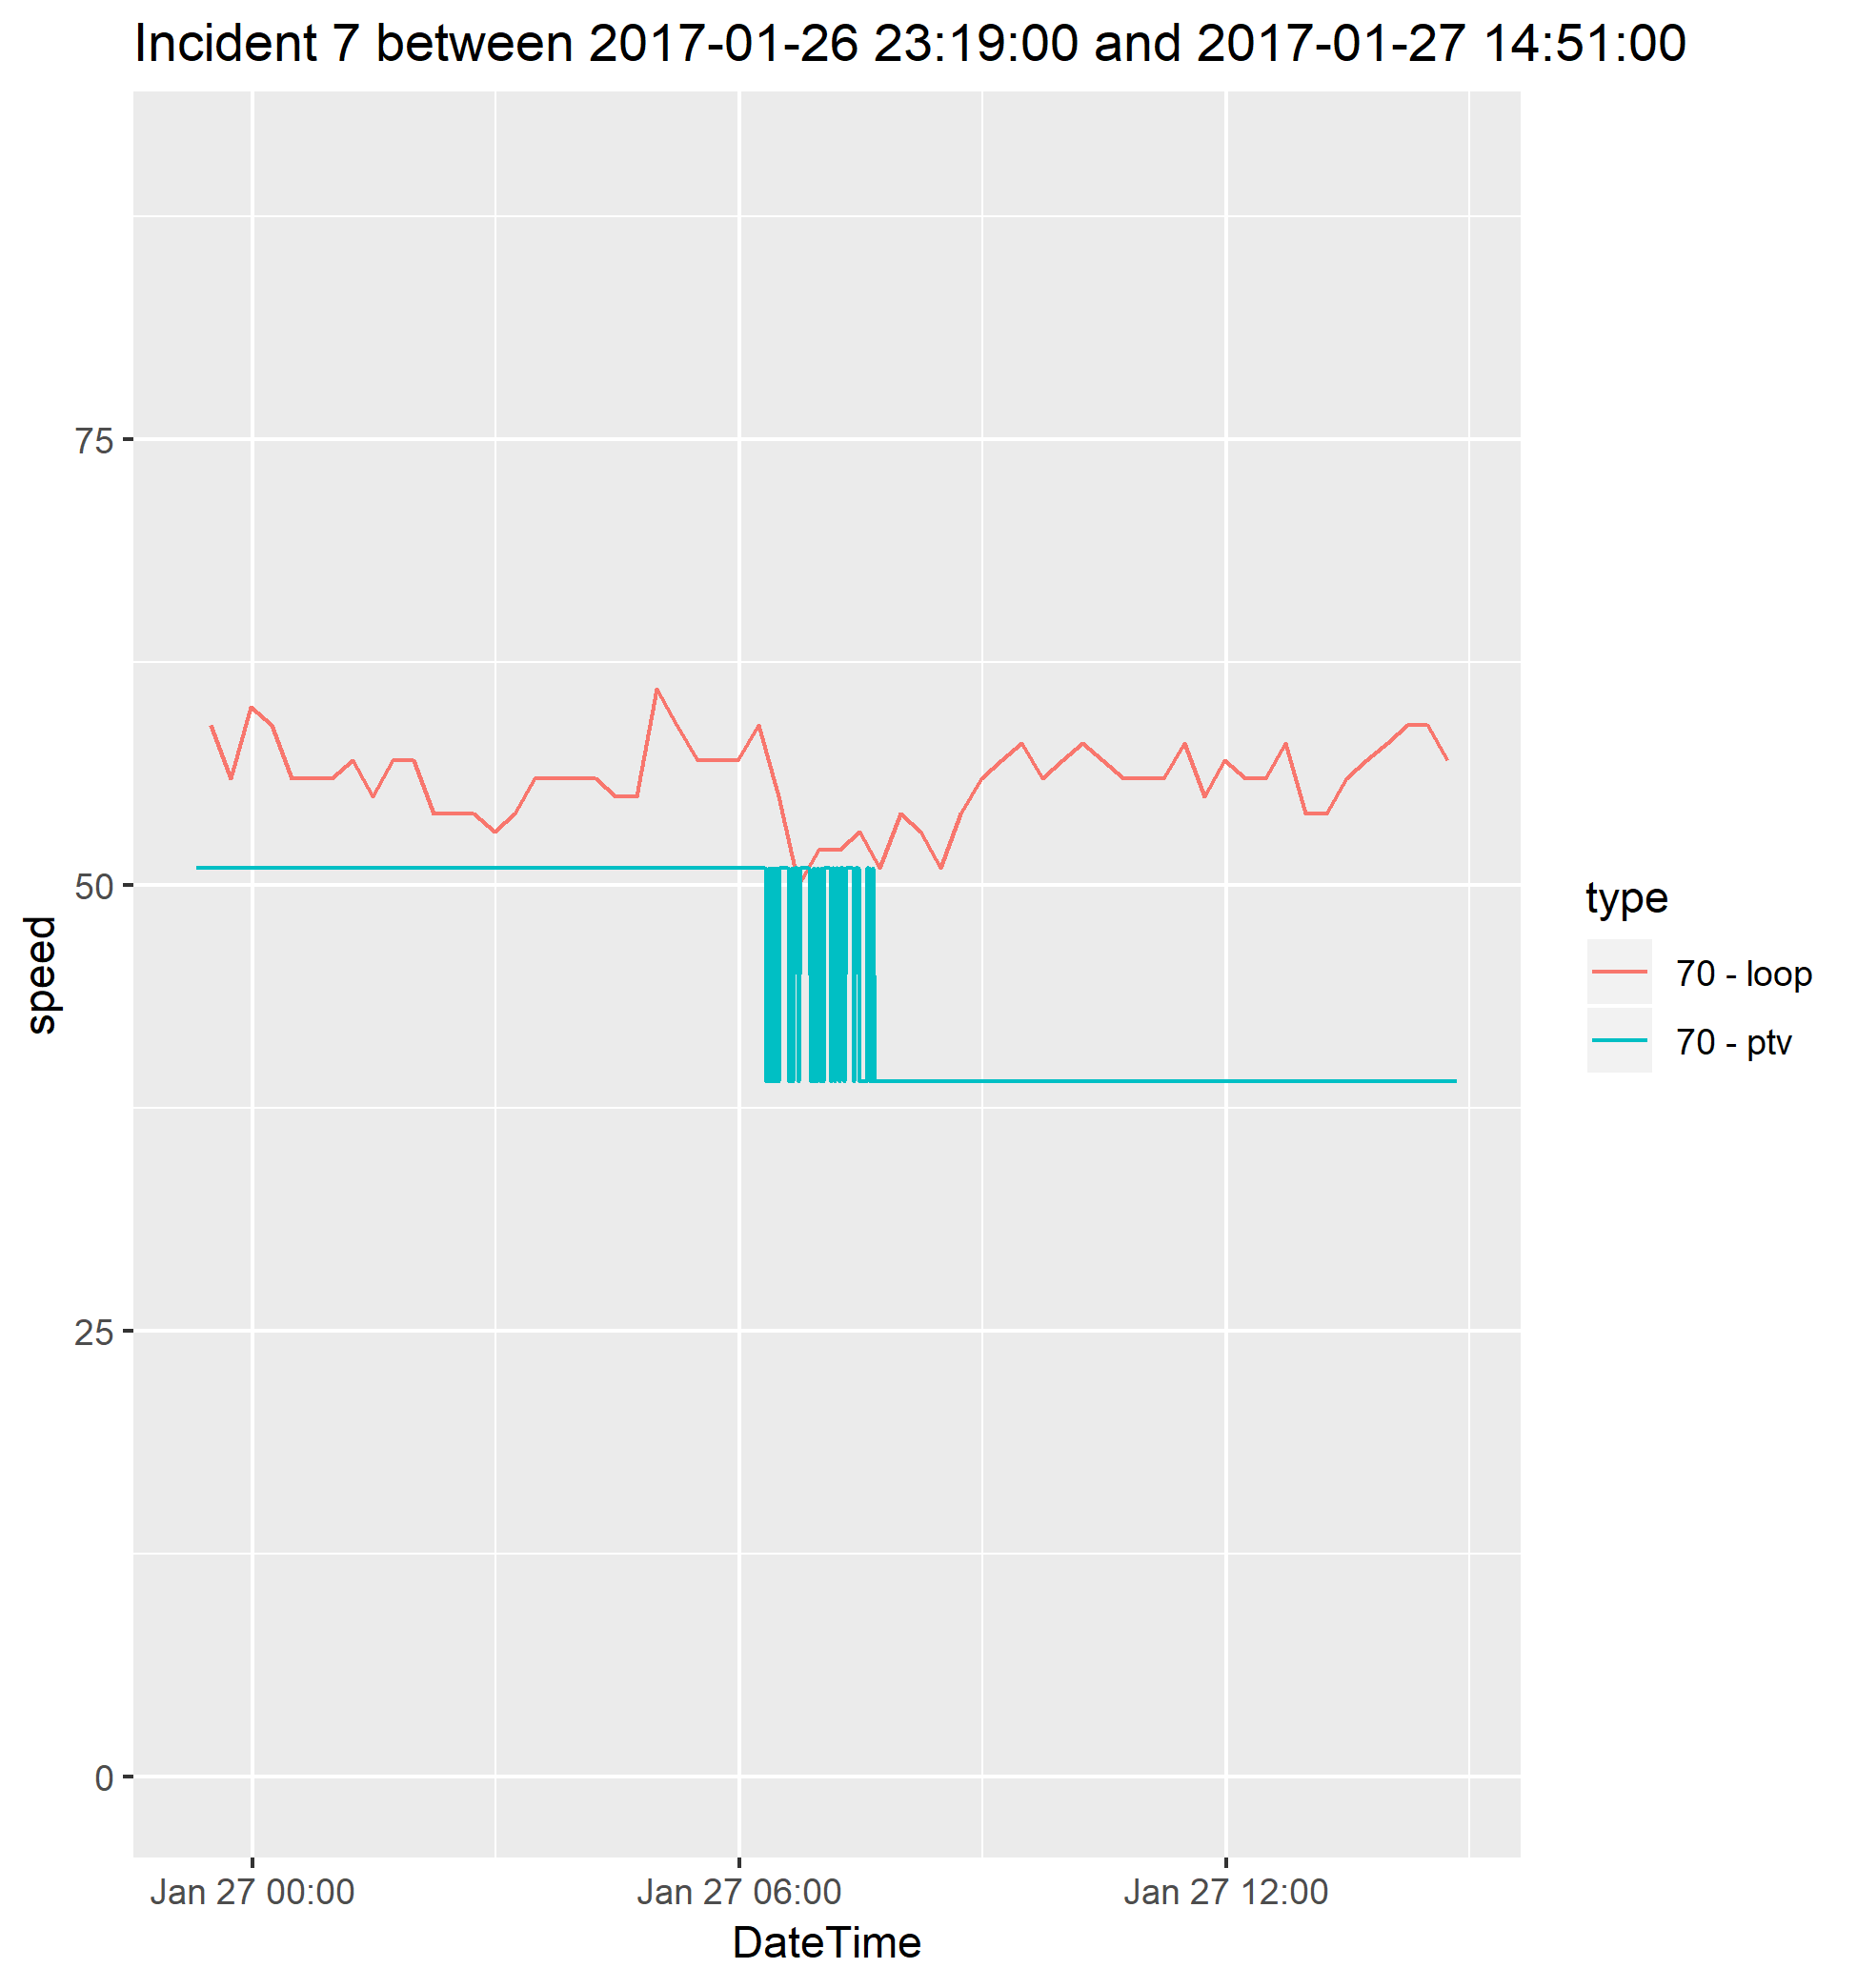 Incident 7 between 2017-01-26 23:19:00 and 2017-01-27 14:51:00
75
50
25
0
speed
Jan 27 00:00
Jan 27 06:00
Jan 27 12:00
DateTime
type
70 - loop
70 - ptv